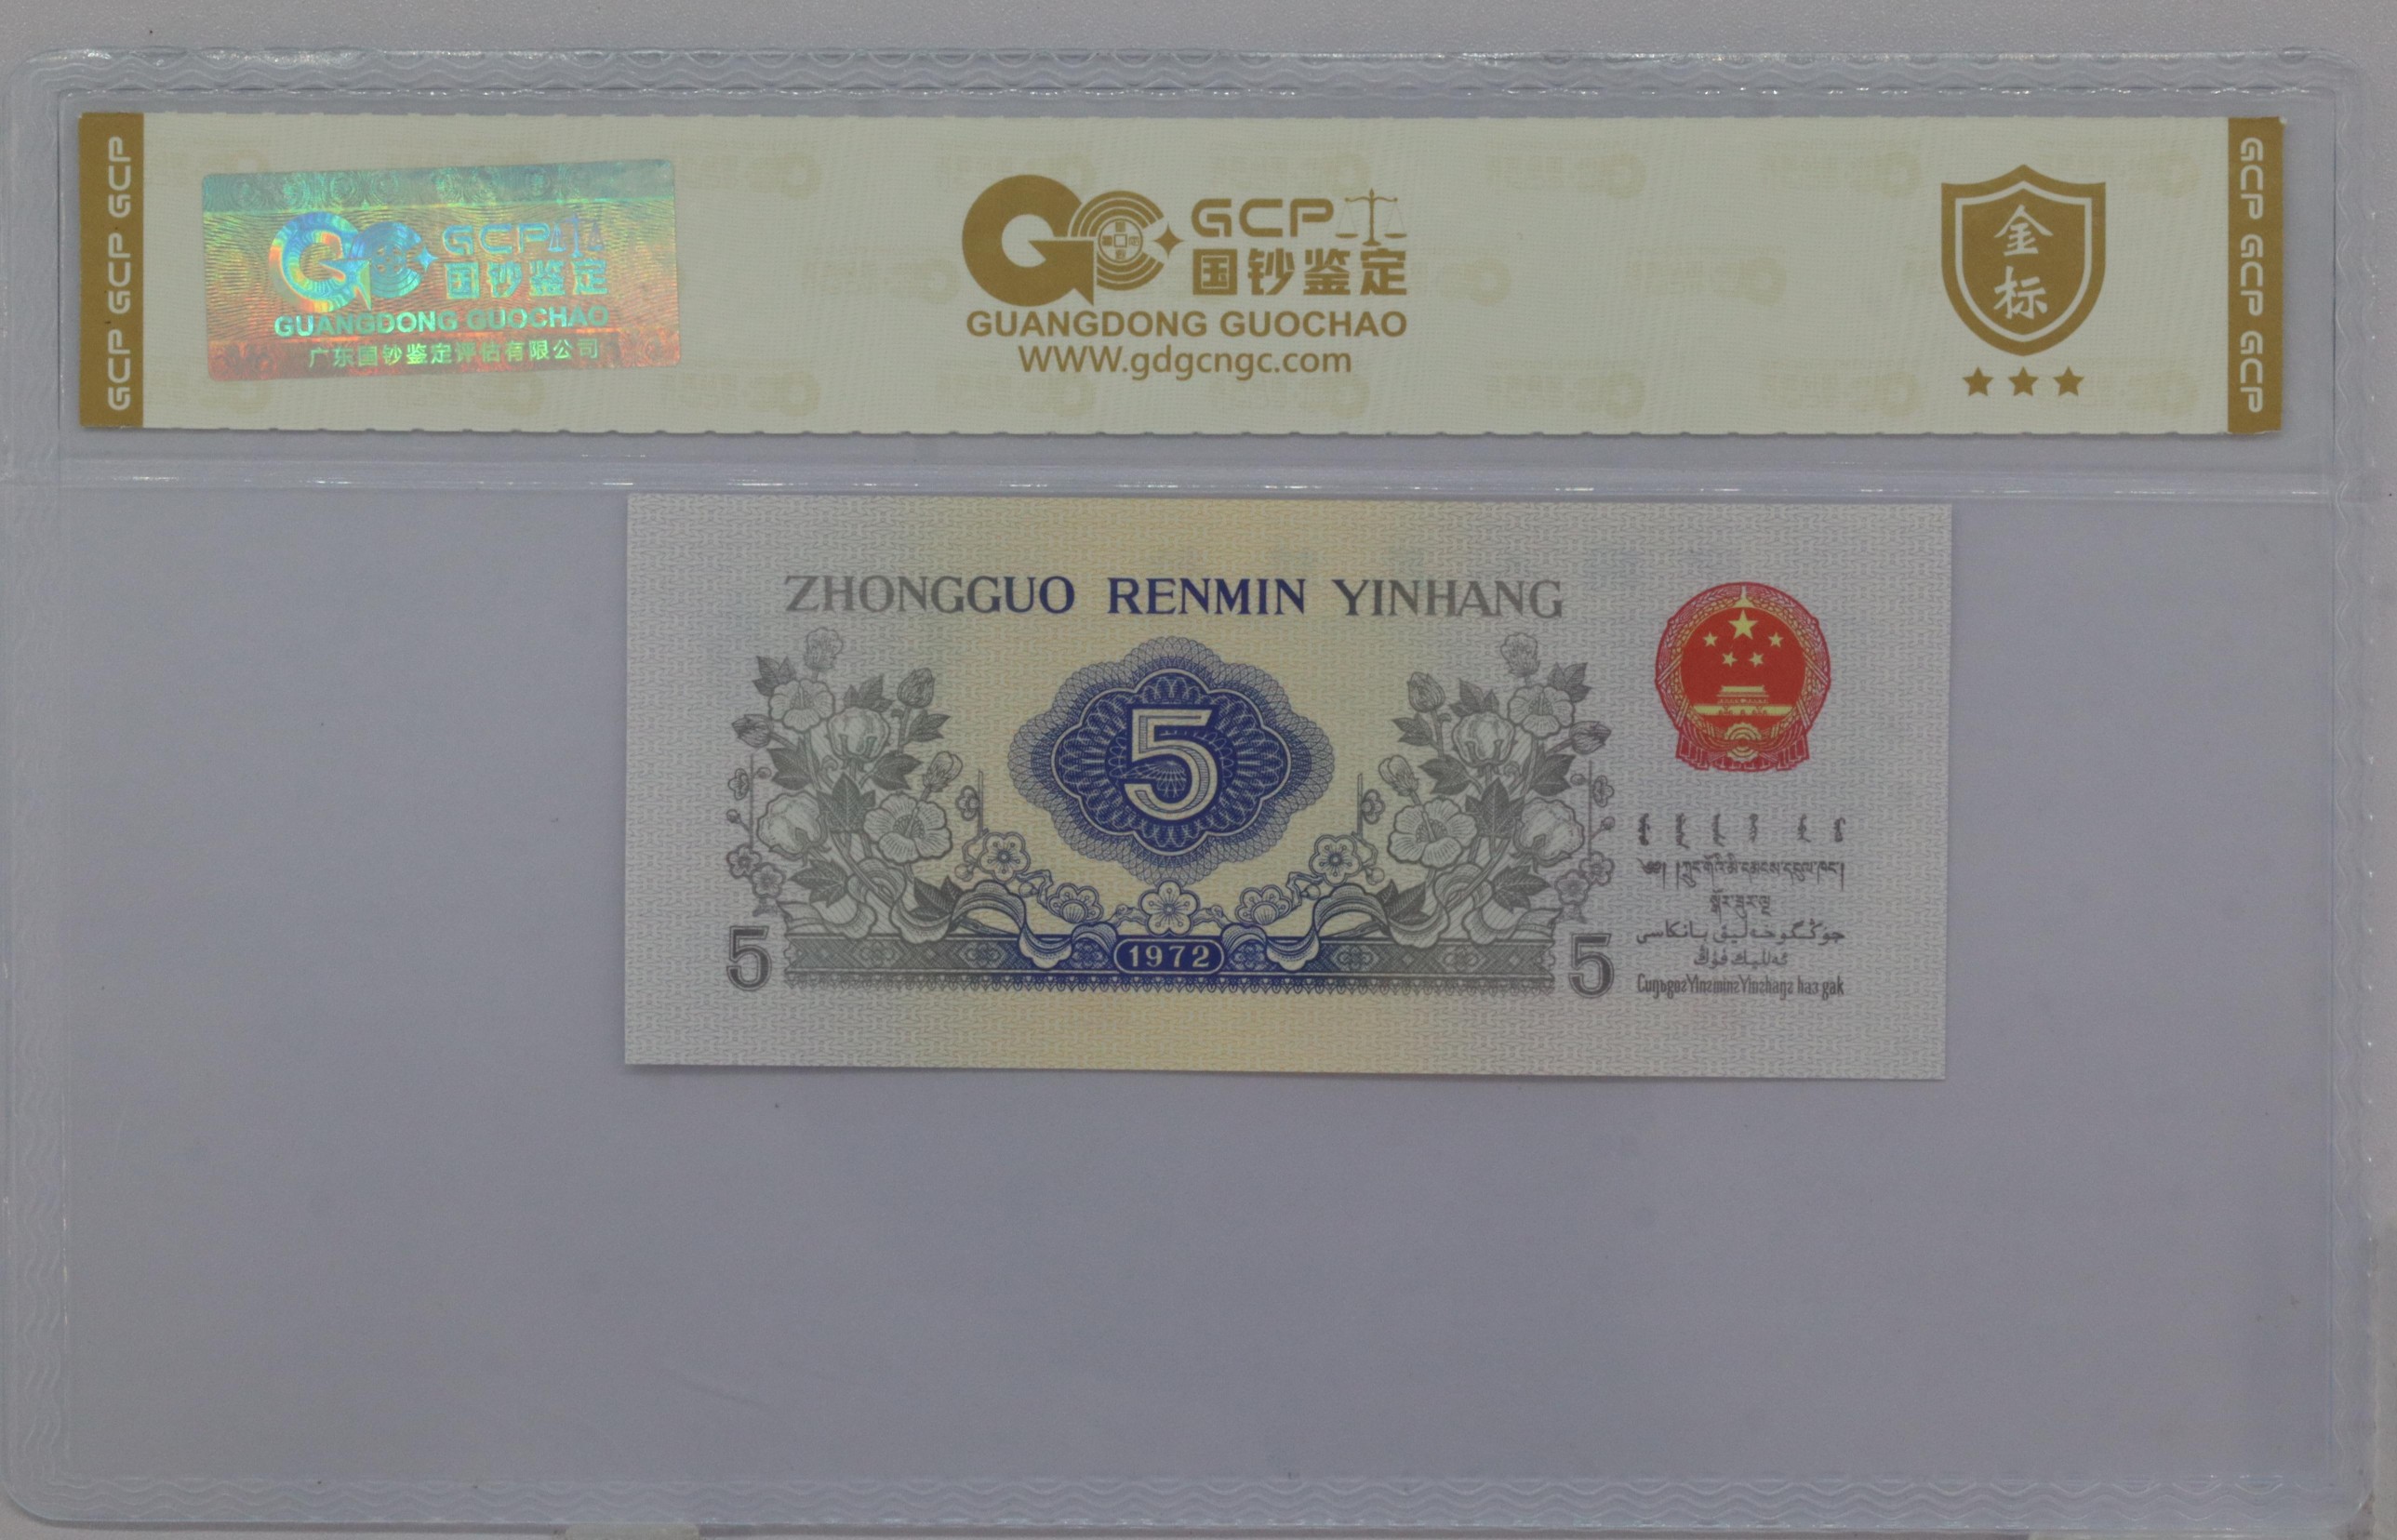 GCP GCP GCP
GCP
国钞鉴定
GUANGDONG GUOCHAO
广东国钞鉴定评估有限公司
GCP
国钞鉴定
GUANGDONG GUOCHAO
WWW.gdgcngc.com
金
标
GCP GCP GCP
ZHONGGUO RENMIN YINHANG
5
1972
5
5